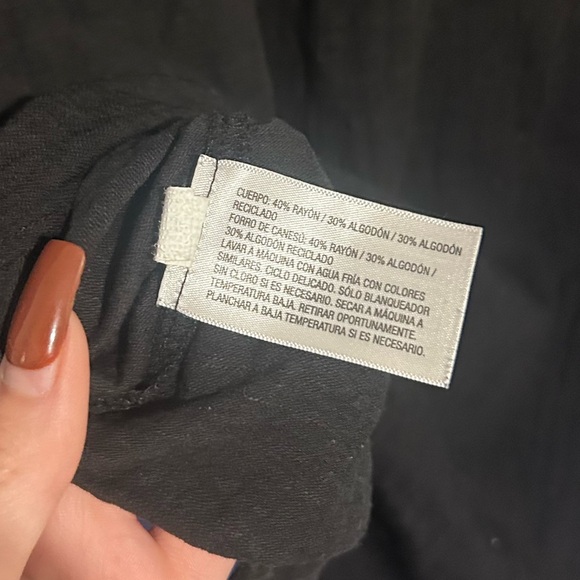 CUERPO: 40% RAYÓN / 30% ALGODÓN / 30% ALGODÓN
RECICLADO
FORRO DE CANESÚ: 40% RAYÓN / 30% ALGODÓN /
30% ALGODÓN RECICLADO
LAVAR A MÁQUINA CON AGUA FRÍA CON COLORES
SIMILARES. CICLO DELICADO. SÓLO BLANQUEADOR
SIN CLORO SI ES NECESARIO. SECAR A MÁQUINA A
TEMPERATURA BAJA. RETIRAR OPORTUNAMENTE.
PLANCHAR A BAJA TEMPERATURA SI ES NECESARIO.